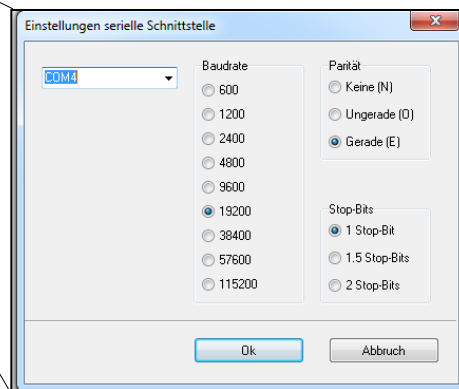 Einstellungen serielle Schnittstelle
COM4
Baudrate
600
1200
2400
4800
9600
19200
38400
57600
115200
Parität
Keine (N)
Ungerade (O)
Gerade (E)
Stop-Bits
1 Stop-Bit
1.5 Stop-Bits
2 Stop-Bits
Ok
Abbruch